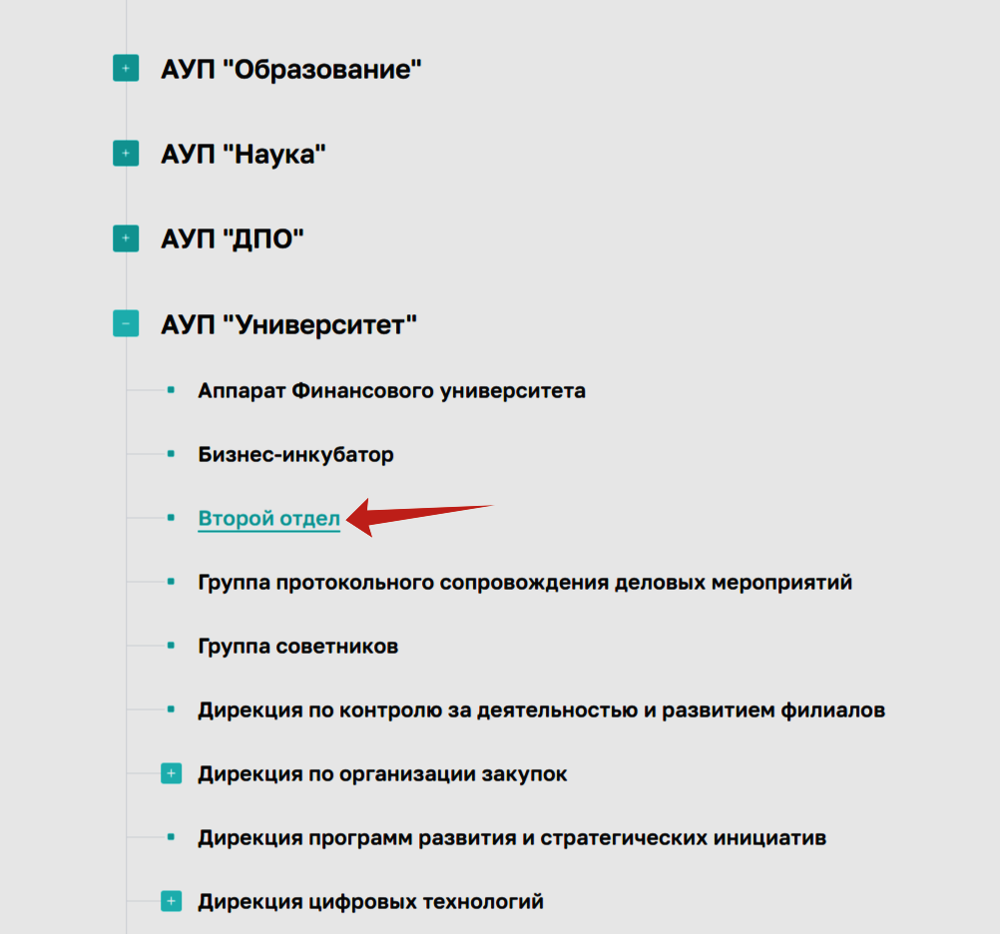 АУП "Образование"
АУП "Наука"
АУП "ДПО"
АУП "Университет"
Аппарат Финансового университета
Бизнес-инкубатор
Второй отдел
Группа протокольного сопровождения деловых мероприятий
Группа советников
Дирекция по контролю за деятельностью и развитием филиалов
Дирекция по организации закупок
Дирекция программ развития и стратегических инициатив
Дирекция цифровых технологий